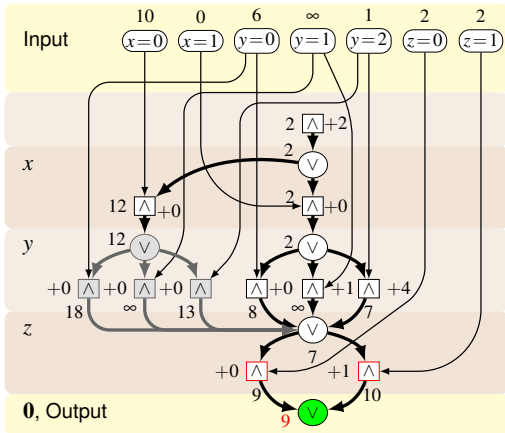 10 0 6 ∞ 1 2 2
Input x=0 x=1 y=0 y=1 y=2 z=0 z=1
2 ∧ +2
x 2 ∨
12 ∧ +0 2 ∧ +0
y 12 ∨ 2 ∨
+0 ∧ +0 ∧ +0 ∧ ∧ +0 ∧ +1 ∧ +4
18 ∞ 13 8 ∞ 7
z ∨
7
+0 ∧ +1 ∧
9 10
0, Output 9 ∨